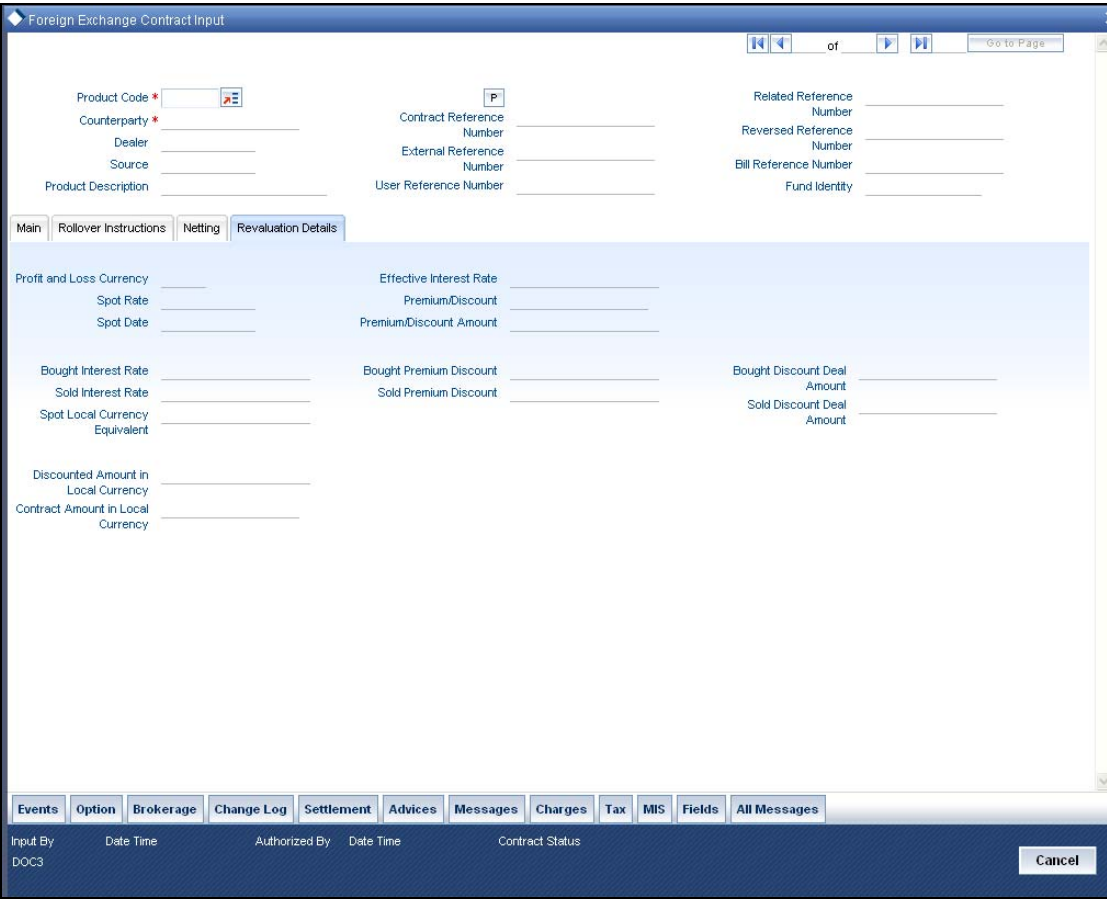 Foreign Exchange Contract Input
of
Go to Page
Product Code *
Counterparty *
Dealer
Source
Product Description
P
Contract Reference
Number
External Reference
Number
User Reference Number
Related Reference
Number
Reversed Reference
Number
Bill Reference Number
Fund Identity
Main
Rollover Instructions
Netting
Revaluation Details
Profit and Loss Currency
Spot Rate
Spot Date
Effective Interest Rate
Premium/Discount
Premium/Discount Amount
Bought Interest Rate
Sold Interest Rate
Spot Local Currency
Equivalent
Bought Premium Discount
Sold Premium Discount
Bought Discount Deal
Amount
Sold Discount Deal
Amount
Discounted Amount in
Local Currency
Contract Amount in Local
Currency
Events
Option
Brokerage
Change Log
Settlement
Advices
Messages
Charges
Tax
MIS
Fields
All Messages
Input By
Date Time
Authorized By
Date Time
Contract Status
DOC3
Cancel